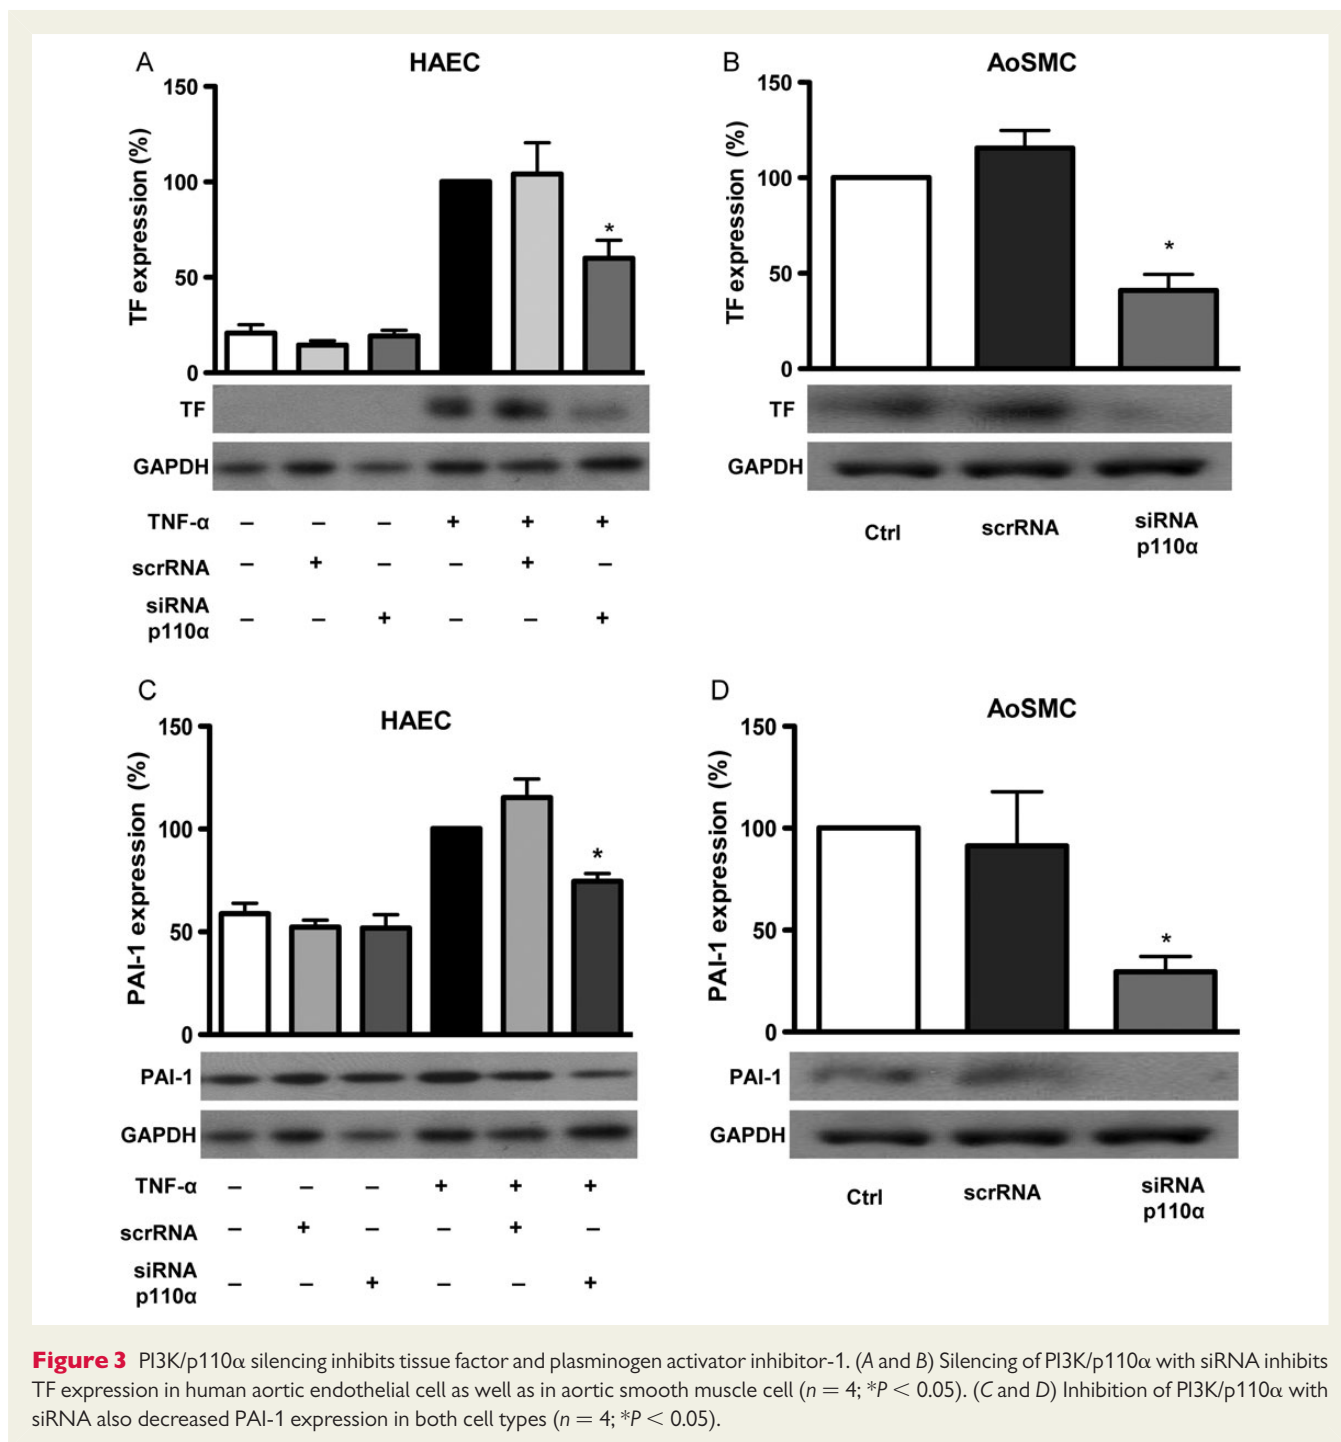 A
HAEC
TF expression (%)
150
100
50
0
*
TF
GAPDH
TNF-α – – – + + +
scrRNA – + – – + –
siRNA
p110α – – + – – +
B
AoSMC
TF expression (%)
150
100
50
0
*
TF
GAPDH
Ctrl scrRNA siRNA
p110α
C
HAEC
PAI-1 expression (%)
150
100
50
0
*
PAI-1
GAPDH
TNF-α – – – + + +
scrRNA – + – – + –
siRNA
p110α – – + – – +
D
AoSMC
PAI-1 expression (%)
150
100
50
0
*
PAI-1
GAPDH
Ctrl scrRNA siRNA
p110α
Figure 3 PI3K/p110α silencing inhibits tissue factor and plasminogen activator inhibitor-1. (A and B) Silencing of PI3K/p110α with siRNA inhibits
TF expression in human aortic endothelial cell as well as in aortic smooth muscle cell (n = 4; *P < 0.05). (C and D) Inhibition of PI3K/p110α with
siRNA also decreased PAI-1 expression in both cell types (n = 4; *P < 0.05).